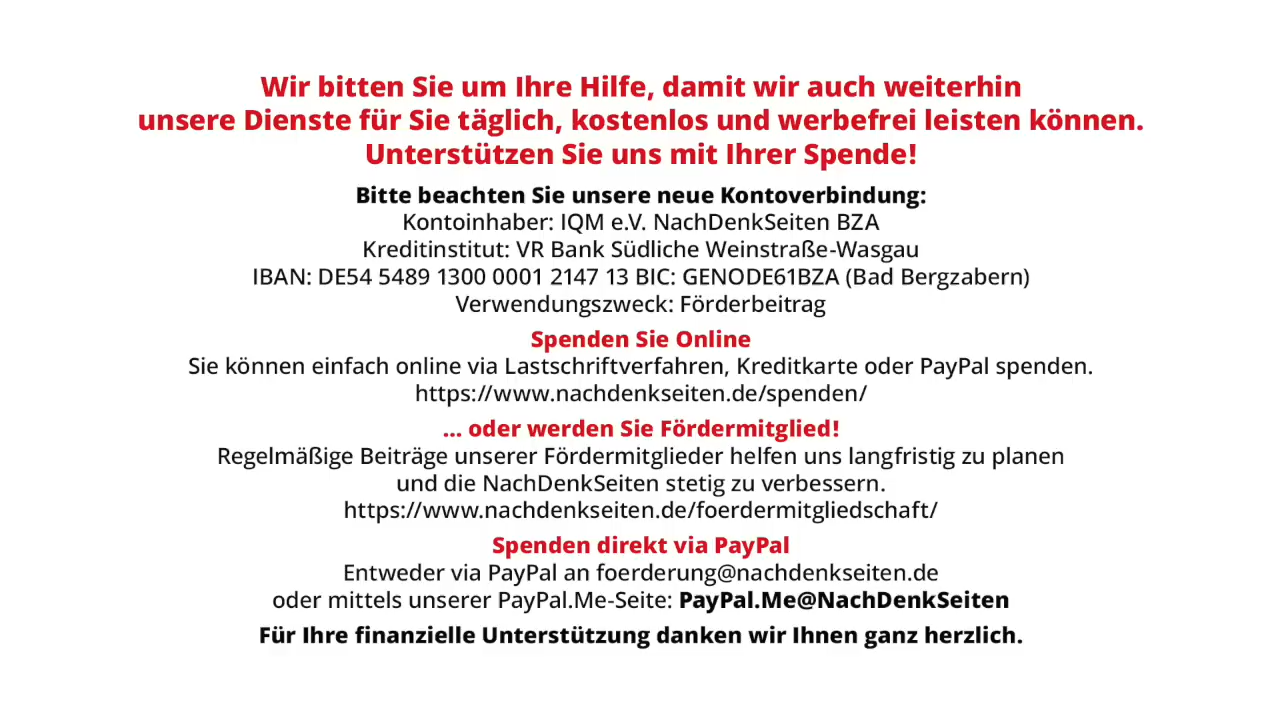 Wir bitten Sie um Ihre Hilfe, damit wir auch weiterhin
unsere Dienste für Sie täglich, kostenlos und werbefrei leisten können.
Unterstützen Sie uns mit Ihrer Spende!
Bitte beachten Sie unsere neue Kontoverbindung:
Kontoinhaber: IQM e.V. NachDenkSeiten BZA
Kreditinstitut: VR Bank Südliche Weinstraße-Wasgau
IBAN: DE54 5489 1300 0001 2147 13 BIC: GENODE61BZA (Bad Bergzabern)
Verwendungszweck: Förderbeitrag
Spenden Sie Online
Sie können einfach online via Lastschriftverfahren, Kreditkarte oder PayPal spenden.
https://www.nachdenkseiten.de/spenden/
... oder werden Sie Fördermitglied!
Regelmäßige Beiträge unserer Fördermitglieder helfen uns langfristig zu planen
und die NachDenkSeiten stetig zu verbessern.
https://www.nachdenkseiten.de/foerdermitgliedschaft/
Spenden direkt via PayPal
Entweder via PayPal an foerderung@nachdenkseiten.de
oder mittels unserer PayPal.Me-Seite: PayPal.Me@NachDenkSeiten
Für Ihre finanzielle Unterstützung danken wir Ihnen ganz herzlich.